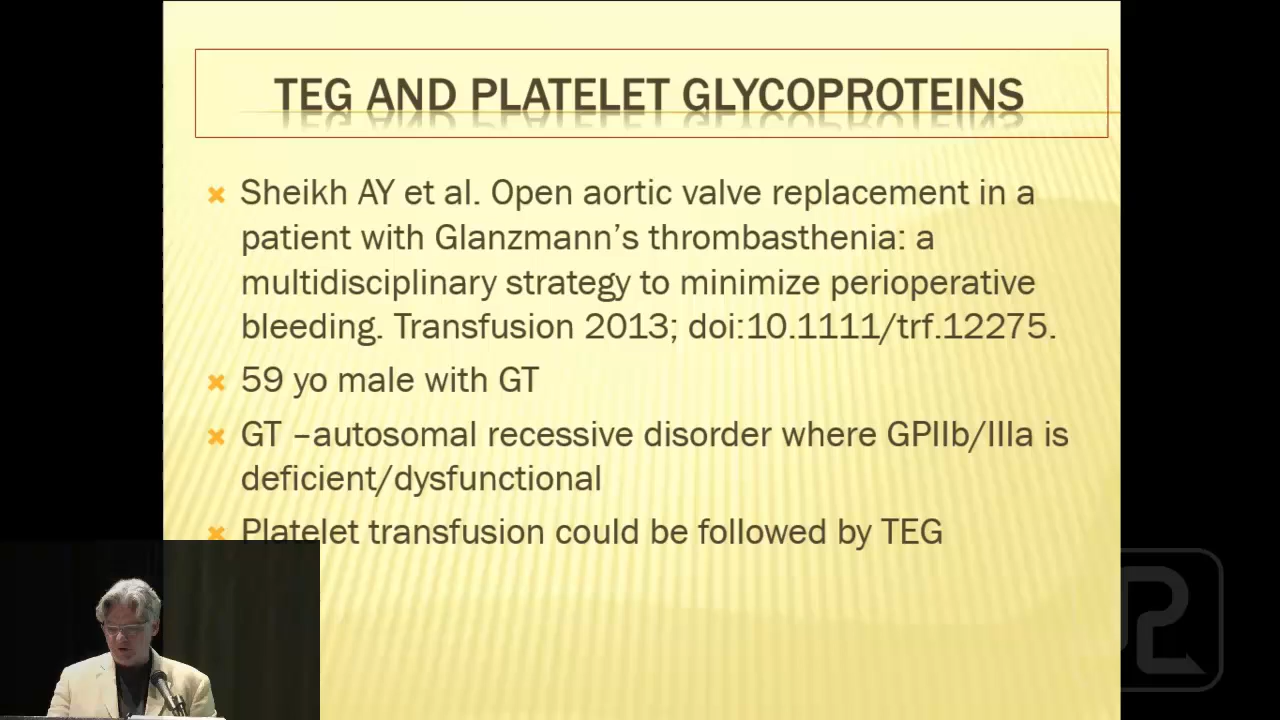 TEG AND PLATELET GLYCOPROTEINS
Sheikh AY et al. Open aortic valve replacement in a
patient with Glanzmann’s thrombasthenia: a
multidisciplinary strategy to minimize perioperative
bleeding. Transfusion 2013; doi:10.1111/trf.12275.
59 yo male with GT
GT –autosomal recessive disorder where GPIIb/IIIa is
deficient/dysfunctional
Platelet transfusion could be followed by TEG